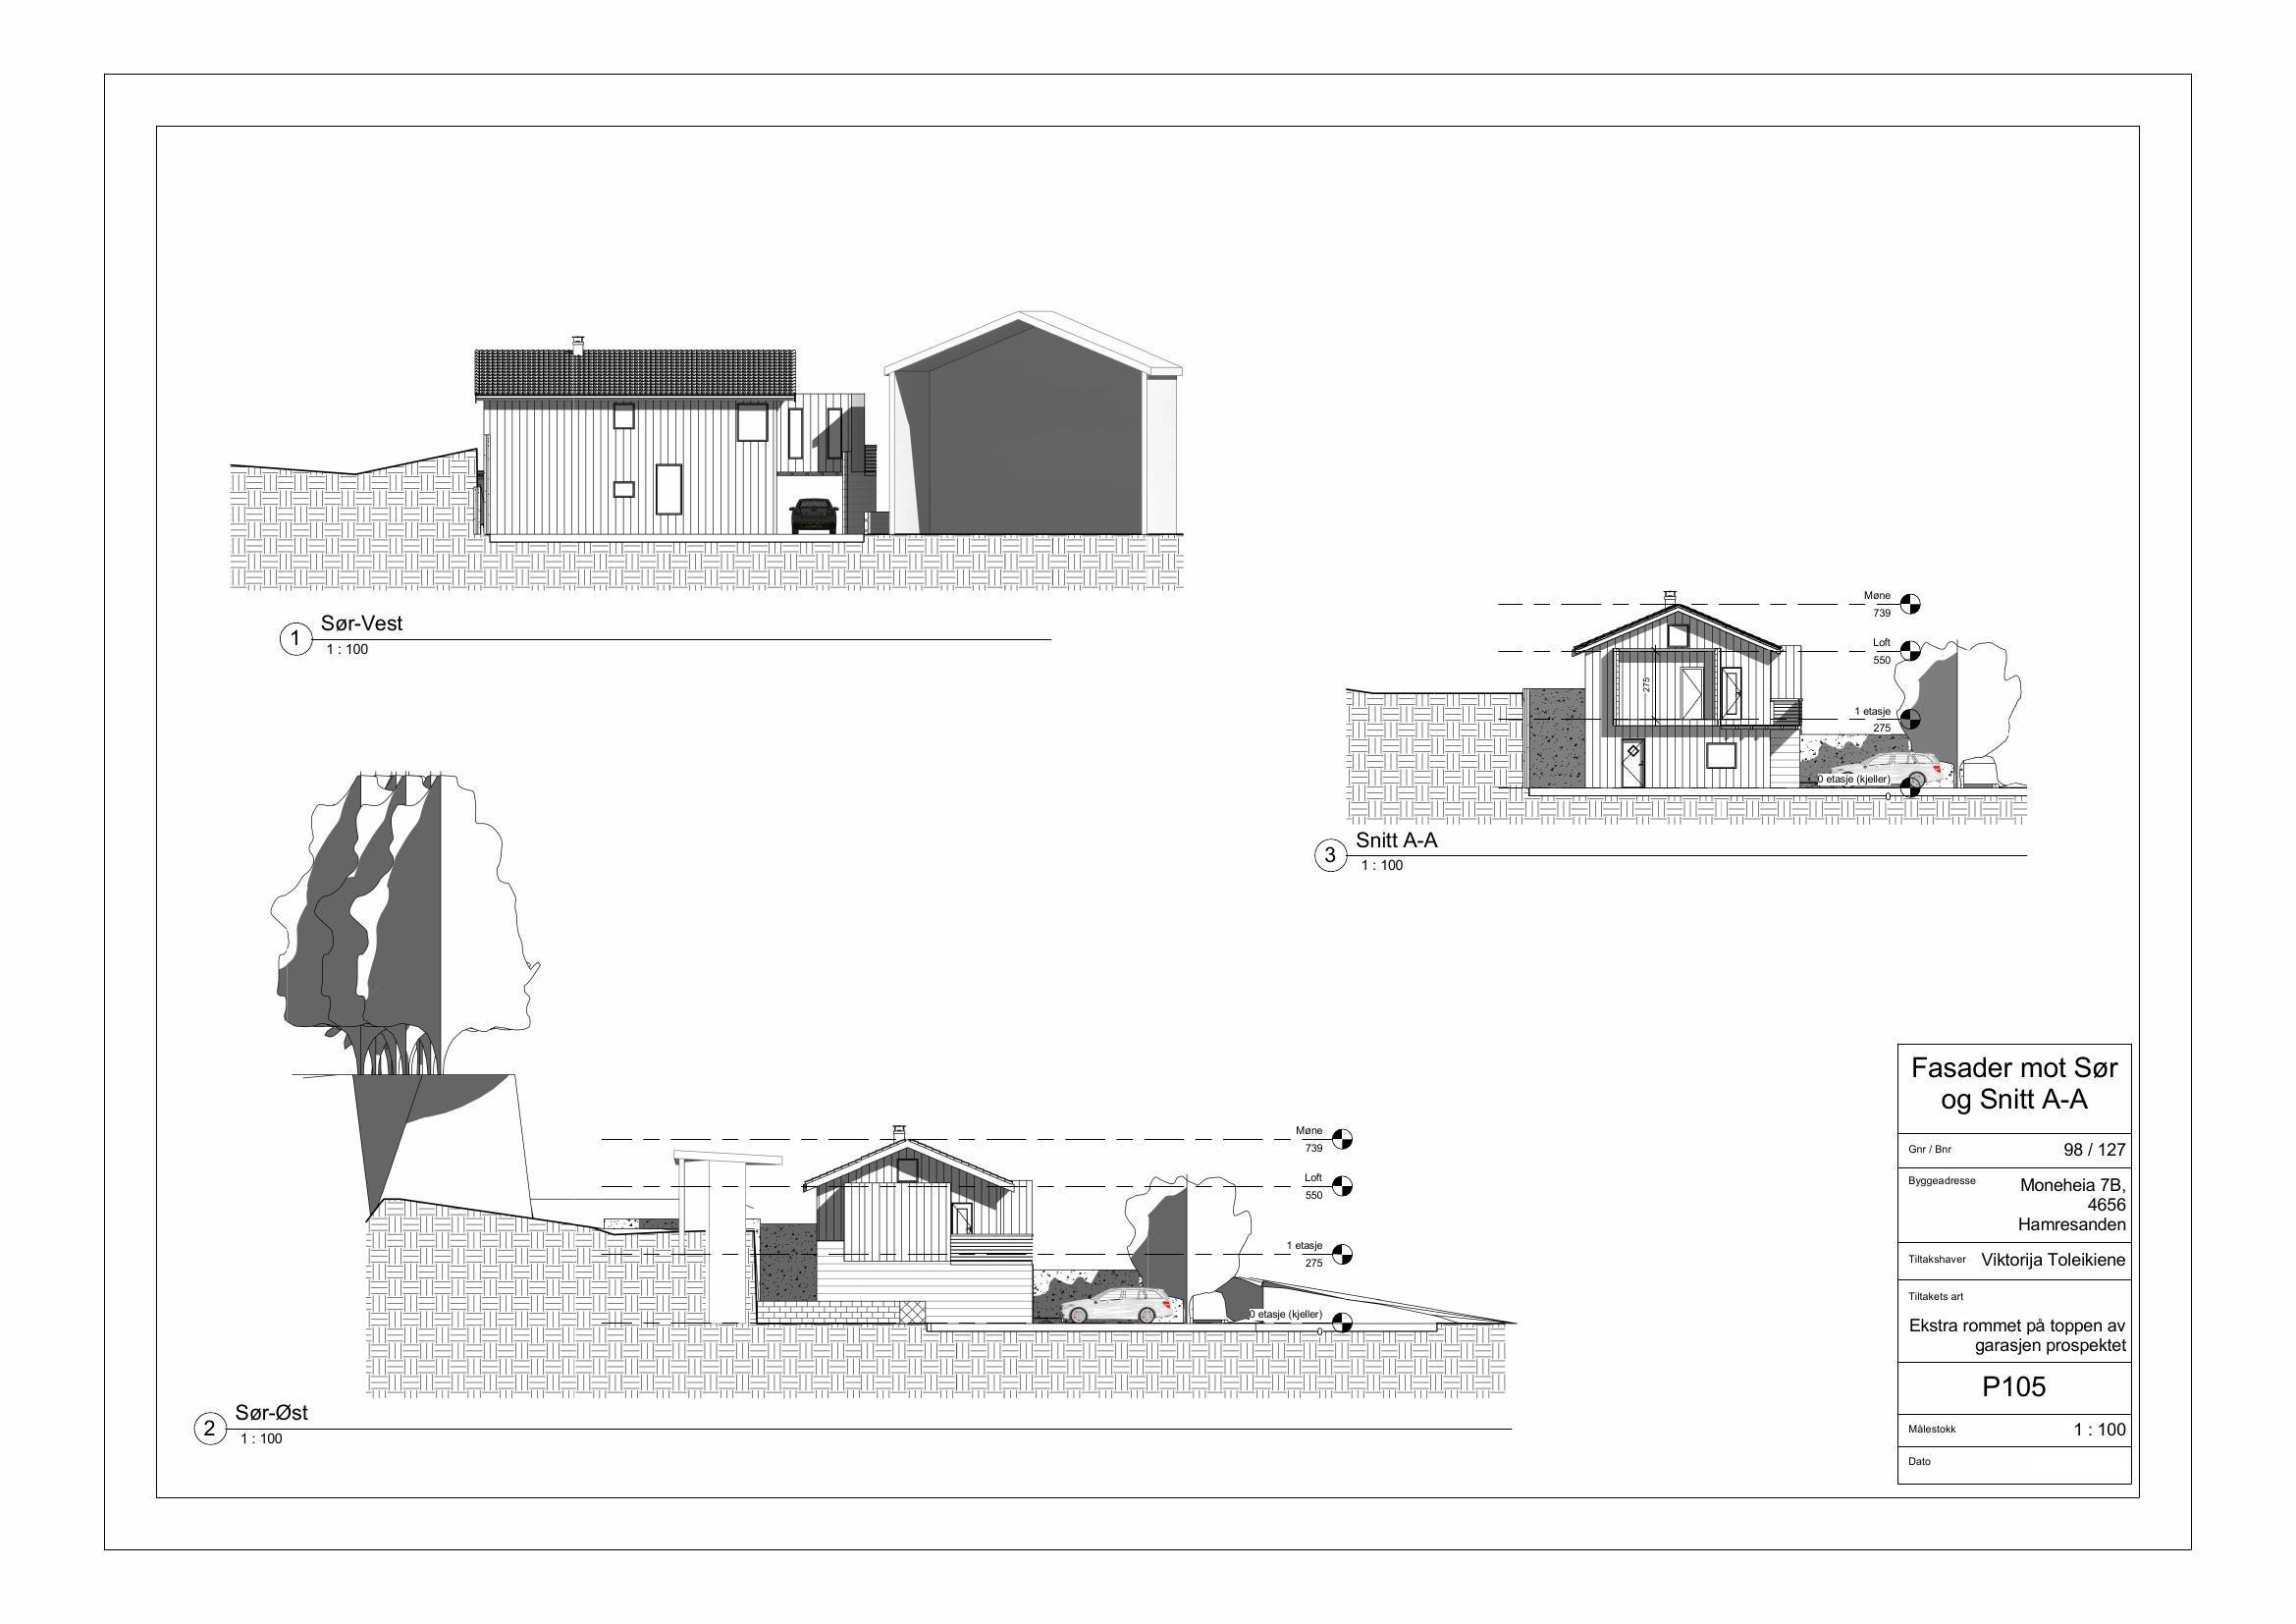 1
Sør-Vest
1 : 100
Møne
739
Loft
550
275
1 etasje
275
0 etasje (kjeller)
0
3
Snitt A-A
1 : 100
Møne
739
Loft
550
1 etasje
275
0 etasje (kjeller)
0
2
Sør-Øst
1 : 100
Fasader mot Sør
og Snitt A-A
Gnr / Bnr 98 / 127
Byggeadresse Moneheia 7B,
4656
Hamresanden
Tiltakshaver Viktorija Toleikiene
Tiltakets art
Ekstra rommet på toppen av
garasjen prospektet
P105
Målestokk 1 : 100
Dato